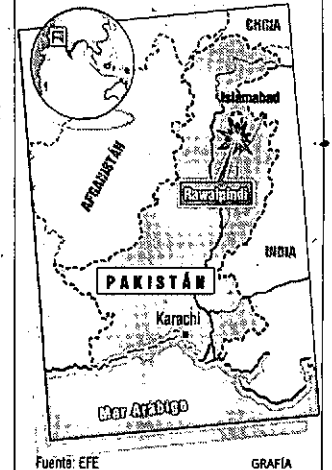 CHINA
Islamabad
AFGANISTÁN
Rawalpindi
INDIA
PAKISTÁN
Karachi
Mar Arábigo
Fuente: EFE
GRAFÍA